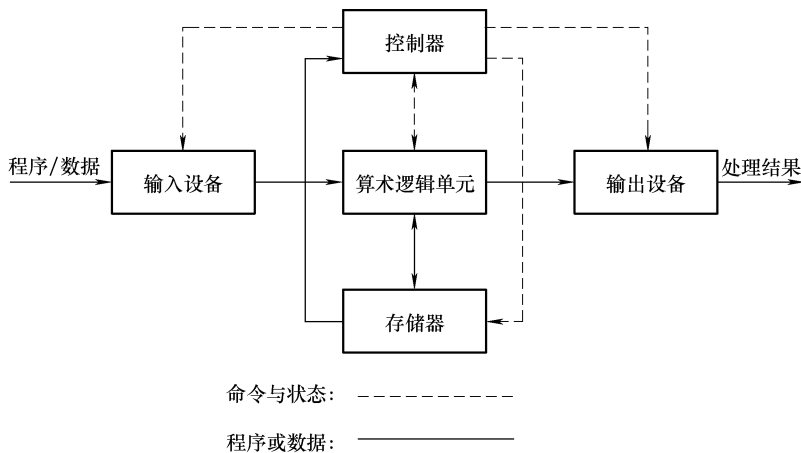 控制器
程序/数据
输入设备
算术逻辑单元
输出设备
处理结果
存储器
命令与状态:
程序或数据: